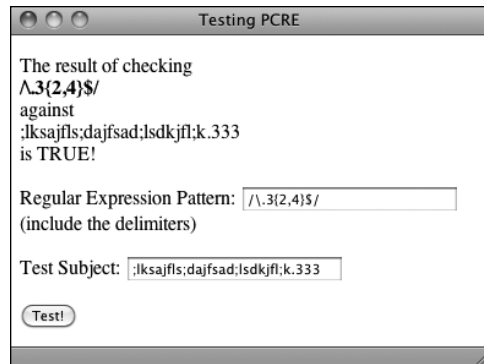 Testing PCRE
The result of checking
/\.3{2,4}$/
against
;lksajfls;dajfsad;lsdkjfl;k.333
is TRUE!
Regular Expression Pattern: /\.3{2,4}$/
(include the delimiters)
Test Subject: ;lksajfls;dajfsad;lsdkjfl;k.333
Test!